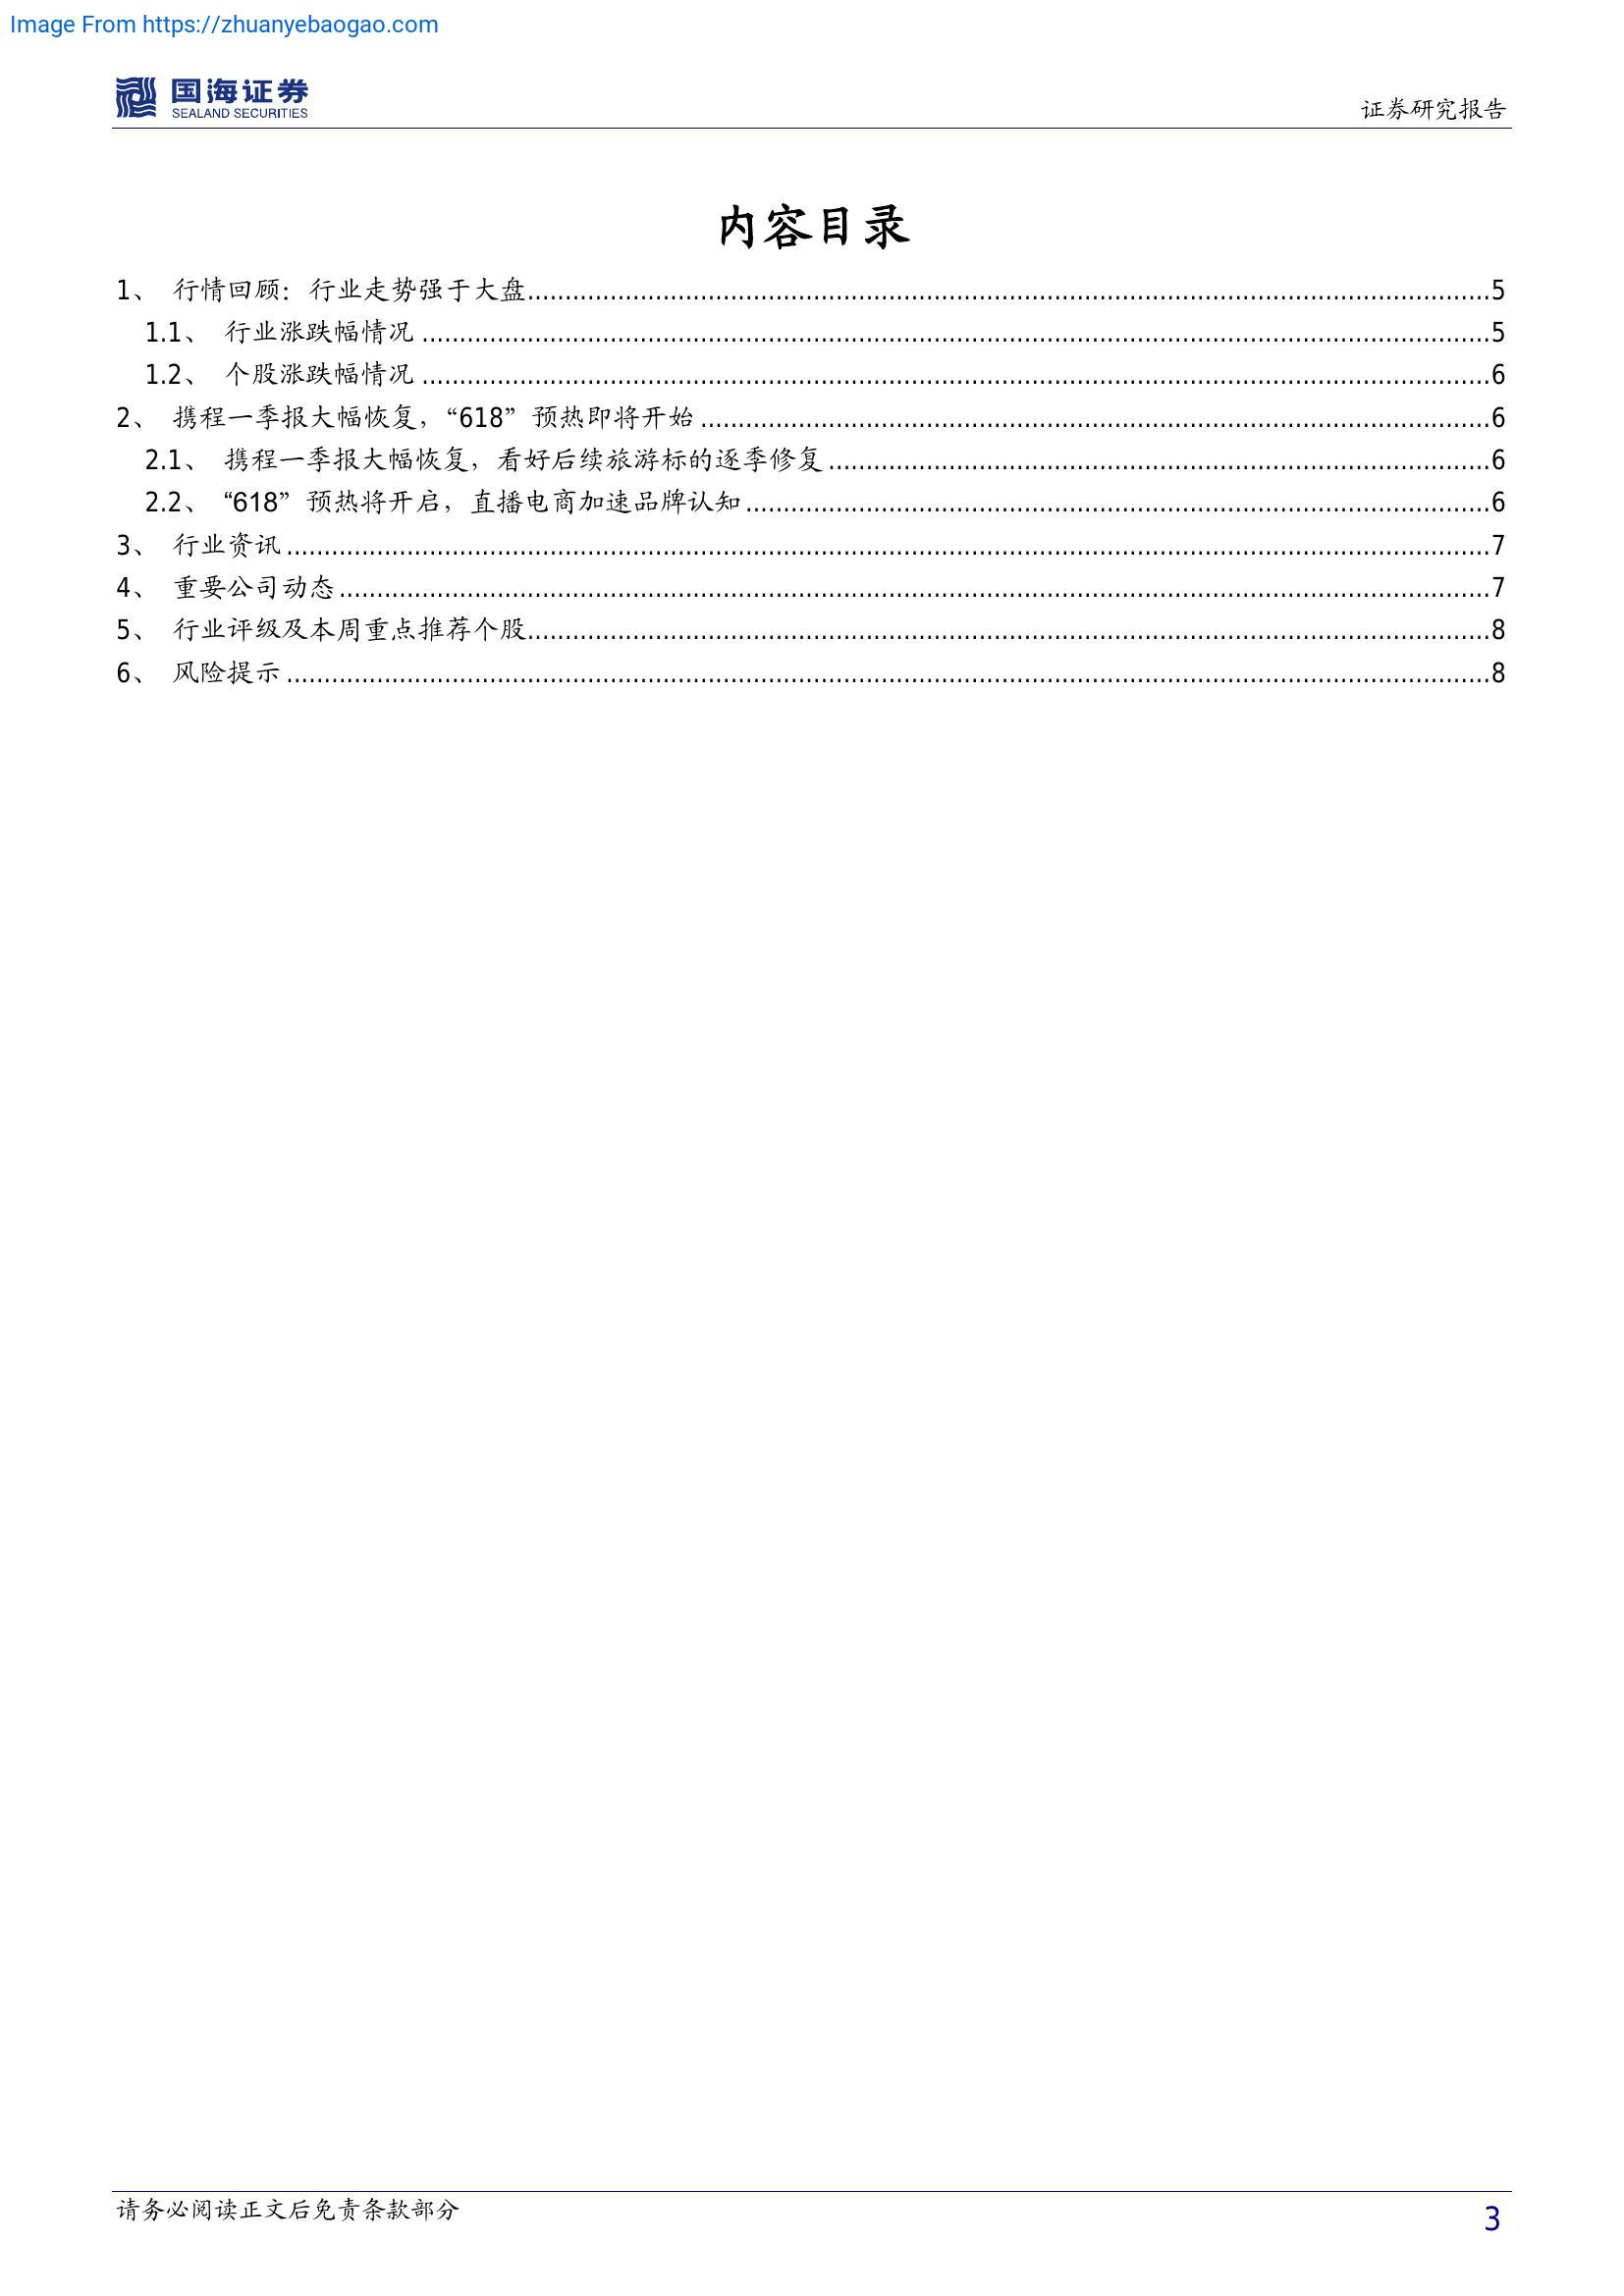 Image From https://zhuanyebaogao.com
国海证券
SEALAND SECURITIES
证券研究报告
内容目录
1、 行情回顾：行业走势强于大盘........................................5
1.1、 行业涨跌幅情况........................................5
1.2、 个股涨跌幅情况........................................6
2、 携程一季报大幅恢复，“618”预热即将开始........................................6
2.1、 携程一季报大幅恢复，看好后续旅游标的逐季修复........................................6
2.2、 “618”预热将开启，直播电商加速品牌认知........................................6
3、 行业资讯........................................7
4、 重要公司动态........................................7
5、 行业评级及本周重点推荐个股........................................8
6、 风险提示........................................8
请务必阅读正文后免责条款部分
3